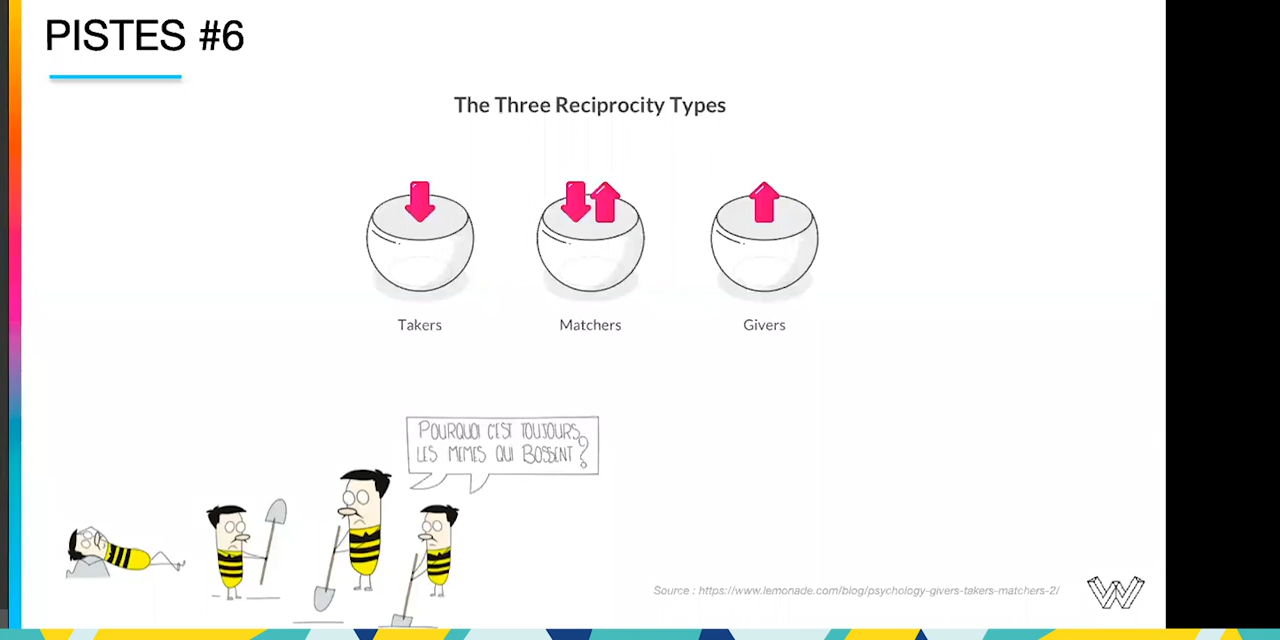 PISTES #6
The Three Reciprocity Types
Takers
Matchers
Givers
POURQUOI C'EST TOUJOURS
LES MEMES QUI BOSSENT ?
Source : https://www.lemonade.com/blog/psychology-givers-takers-matchers-2/
W